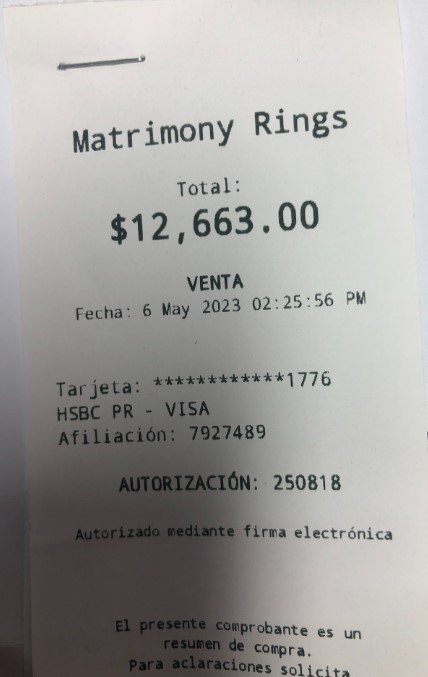 Matrimony Rings
Total:
$12,663.00
VENTA
Fecha: 6 May 2023 02:25:56 PM
Tarjeta: ************1776
HSBC PR - VISA
Afiliación: 7927489
AUTORIZACIÓN: 250818
Autorizado mediante firma electrónica
El presente comprobante es un
resumen de compra.
Para aclaraciones solicita